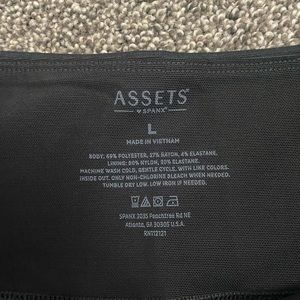 ASSETS®
♥ SPANX®
L
MADE IN VIETNAM
BODY: 69% POLYESTER, 27% RAYON, 4% ELASTANE.
LINING: 80% NYLON, 20% ELASTANE.
MACHINE WASH COLD, GENTLE CYCLE. WITH LIKE COLORS.
INSIDE OUT. ONLY NON-CHLORINE BLEACH WHEN NEEDED.
TUMBLE DRY LOW. LOW IRON IF NEEDED.
SPANX 3035 Peachtree Rd NE
Atlanta, GA 30305 U.S.A.
RN112121